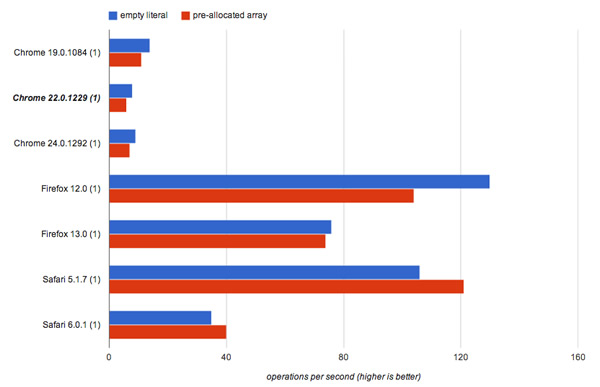 empty literal pre-allocated array
Chrome 19.0.1084 (1)
Chrome 22.0.1229 (1)
Chrome 24.0.1292 (1)
Firefox 12.0 (1)
Firefox 13.0 (1)
Safari 5.1.7 (1)
Safari 6.0.1 (1)
0 40 80 120 160
operations per second (higher is better)